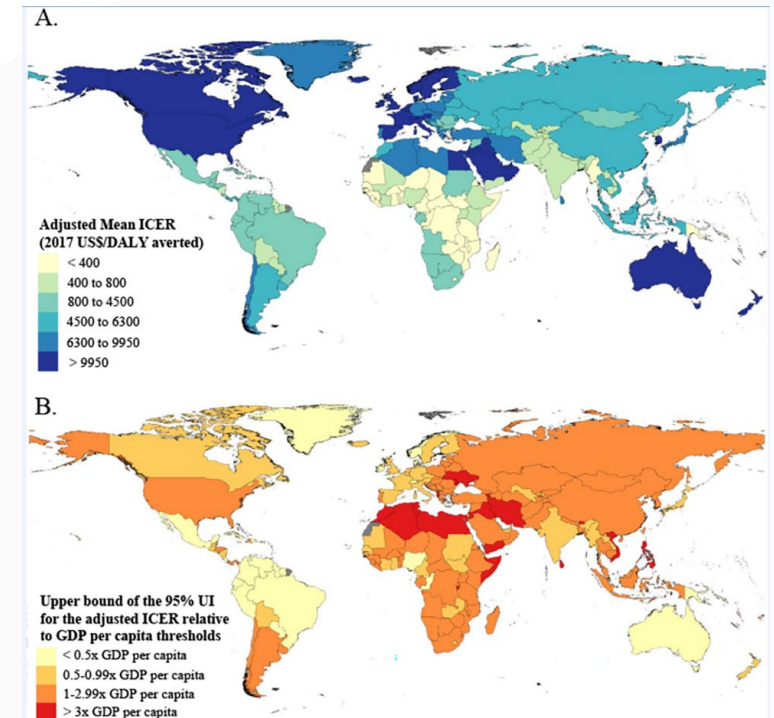 A.
Adjusted Mean ICER
(2017 US$/DALY averted)
< 400
400 to 800
800 to 4500
4500 to 6300
6300 to 9950
> 9950
B.
Upper bound of the 95% UI
for the adjusted ICER relative
to GDP per capita thresholds
< 0.5x GDP per capita
0.5-0.99x GDP per capita
1-2.99x GDP per capita
> 3x GDP per capita